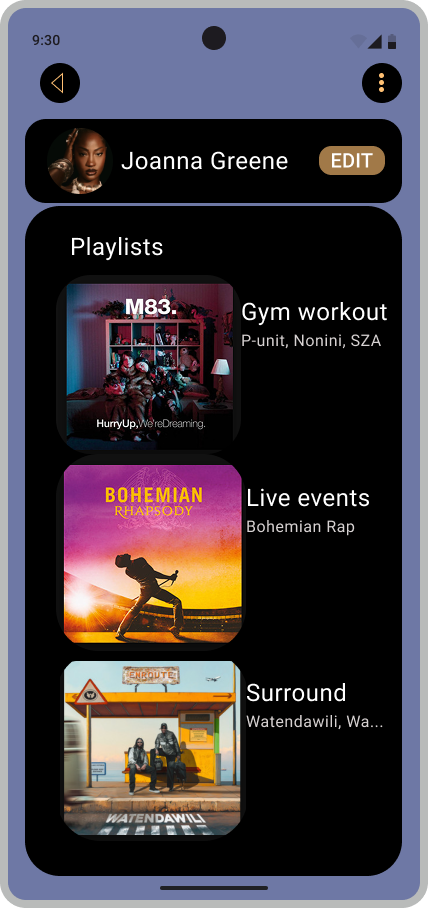 9:30
Joanna Greene
EDIT
Playlists
M83.
HurryUp,We'reDreaming.
Gym workout
P-unit, Nonini, SZA
BOHEMIAN
RHAPSODY
Live events
Bohemian Rap
ENROUTE
WATENDAWILI
Surround
Watendawili, Wa...